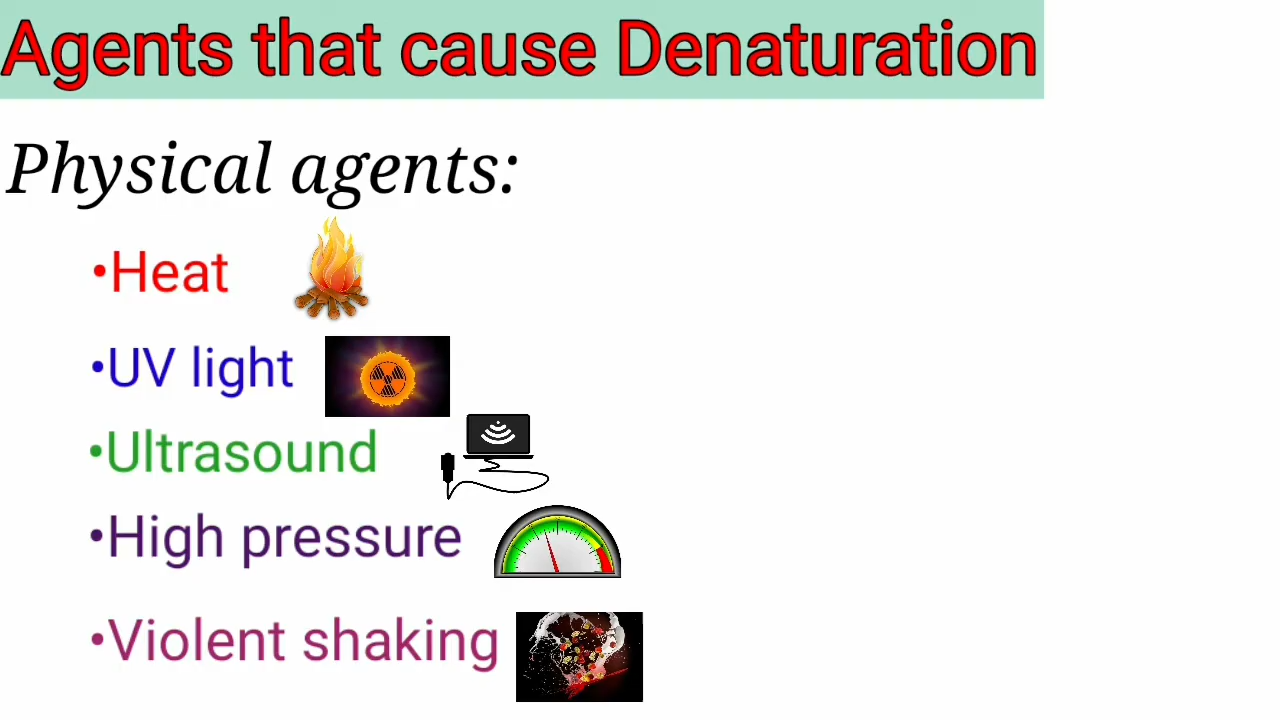 Agents that cause Denaturation
Physical agents:
•Heat
•UV light
•Ultrasound
•High pressure
•Violent shaking